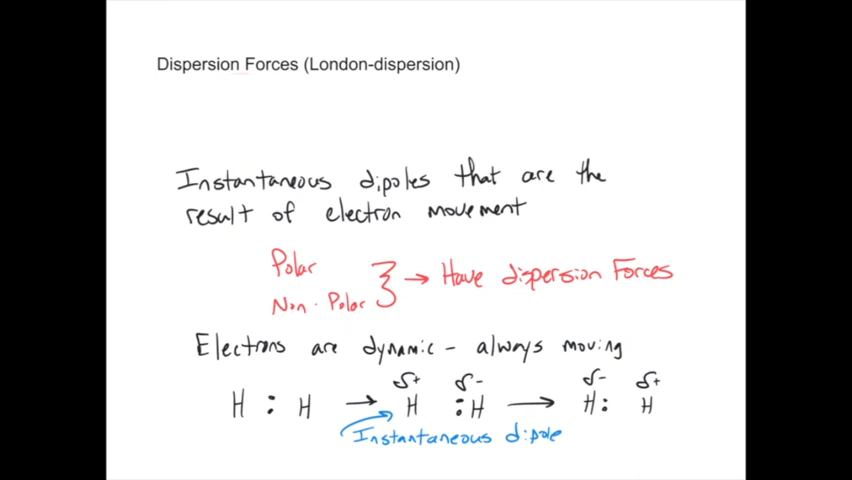 Dispersion Forces (London-dispersion)
Instantaneous dipoles that are the
result of electron movement
Polar
Non-Polar } → Have dispersion Forces
Electrons are dynamic - always moving
δ+ δ- δ- δ+
H : H → H :H → H: H
Instantaneous dipole